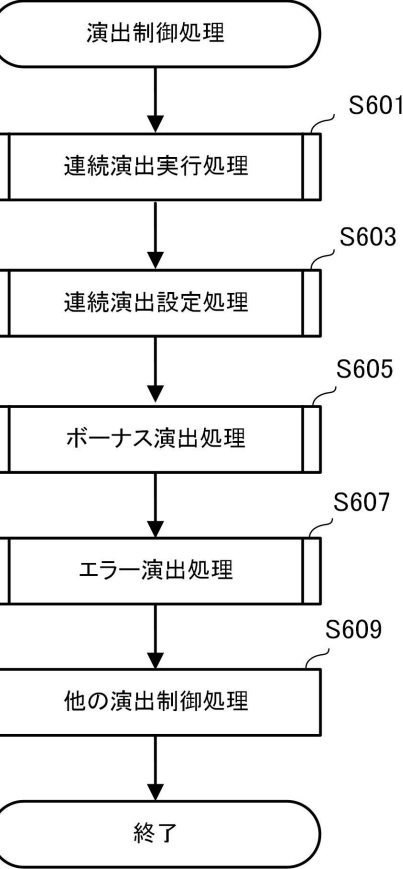 演出制御処理
S601
連続演出実行処理
S603
連続演出設定処理
S605
ボーナス演出処理
S607
エラー演出処理
S609
他の演出制御処理
終了